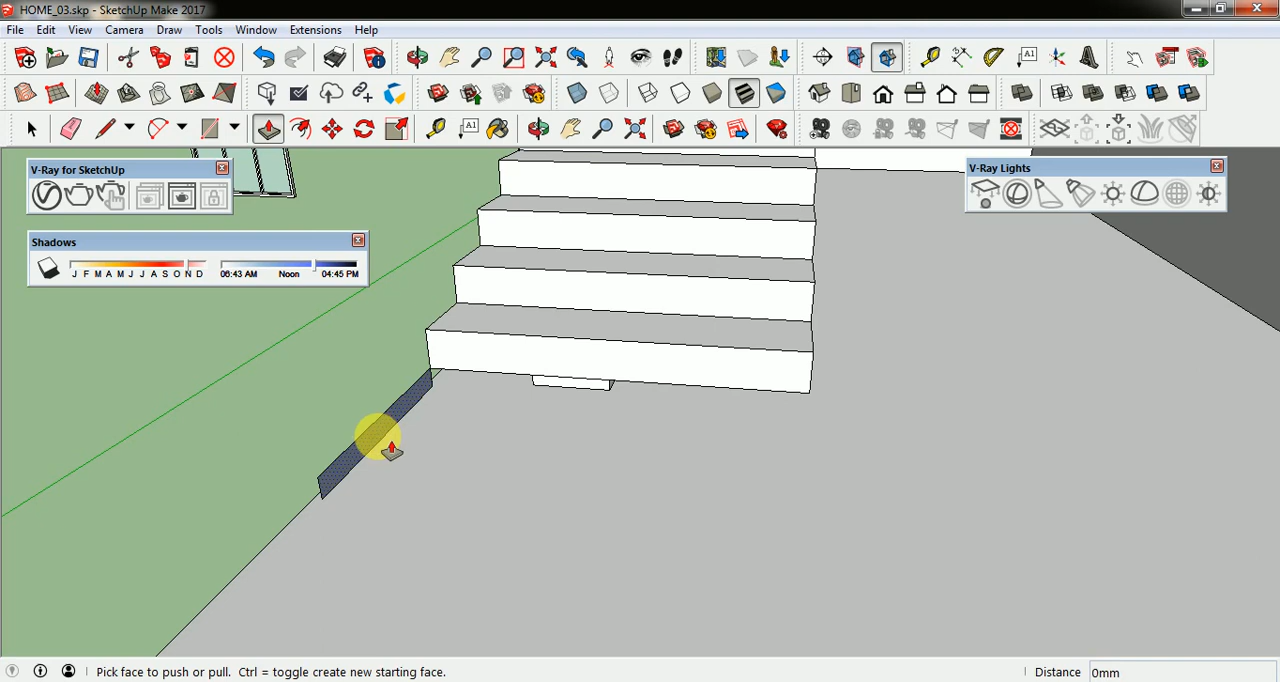 HOME_03.skp - SketchUp Make 2017
File Edit View Camera Draw Tools Window Extensions Help
V-Ray for SketchUp
V-Ray Lights
Shadows
J F M A M J J A S O N D 06:43 AM Noon 04:45 PM
Pick face to push or pull. Ctrl = toggle create new starting face. Distance 0mm